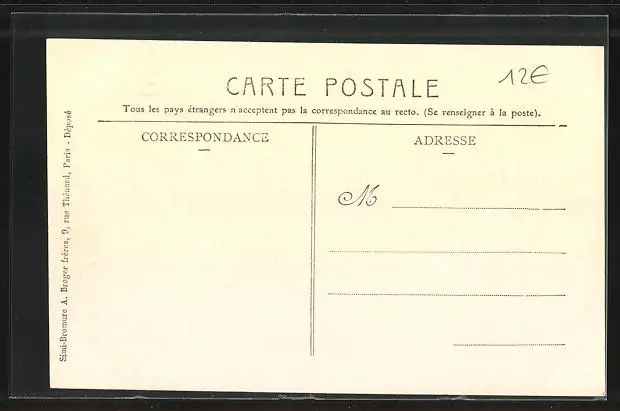 CARTE POSTALE
12€
Tous les pays étrangers n'acceptent pas la correspondance au recto. (Se renseigner à la poste).
CORRESPONDANCE
ADRESSE
M
Simi-Bromure A. Breger frères, 9, rue Thénard, Paris - Déposé